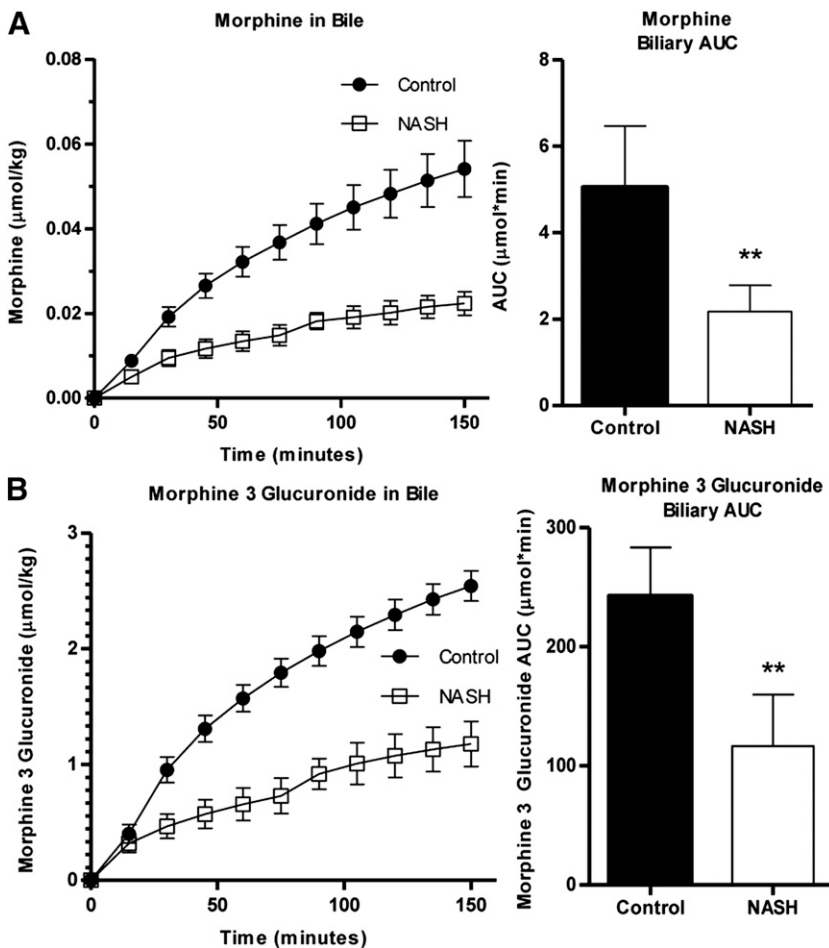 A
Morphine in Bile
Control
NASH
Morphine (μmol/kg)
0.08
0.06
0.04
0.02
0.00
0
50
100
150
Time (minutes)
Morphine
Biliary AUC
AUC (μmol*min)
8
6
4
2
0
**
Control
NASH
B
Morphine 3 Glucuronide in Bile
Morphine 3 Glucuronide (μmol/kg)
3
2
1
0
Control
NASH
0
50
100
150
Time (minutes)
Morphine 3 Glucuronide
Biliary AUC
Morphine 3 Glucuronide AUC (μmol*min)
300
200
100
0
**
Control
NASH